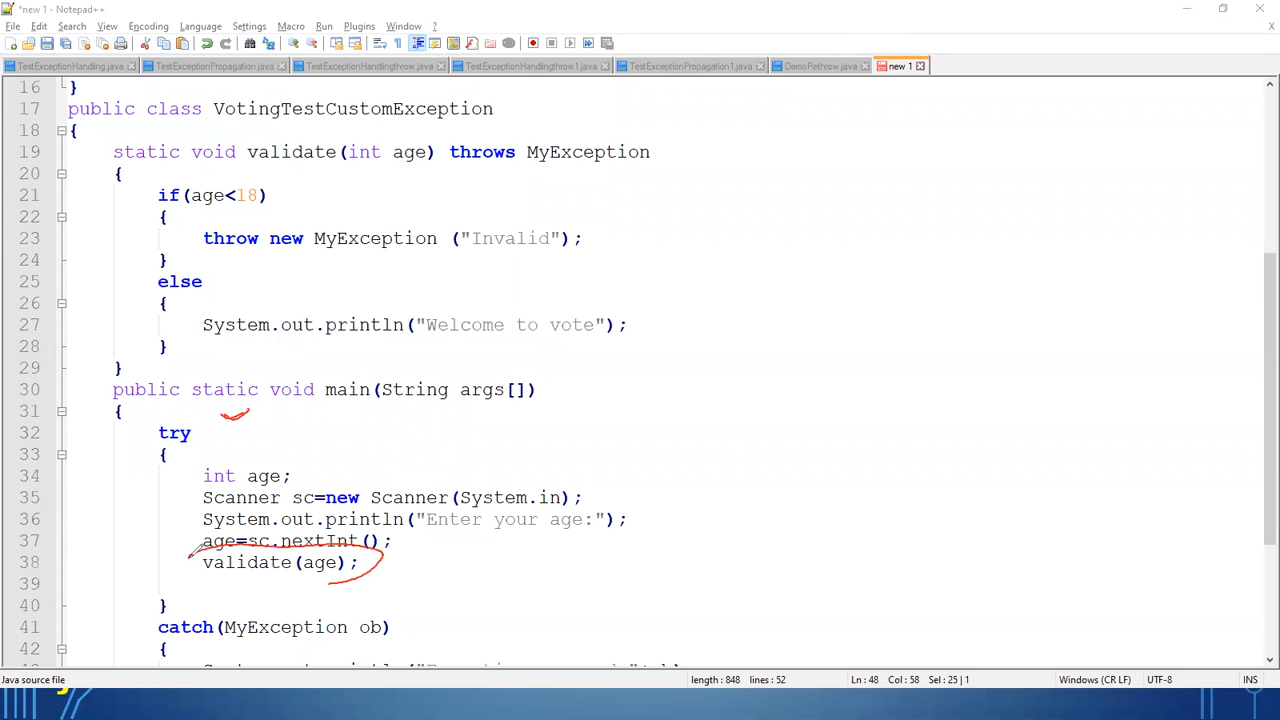 *new 1 - Notepad++
File Edit Search View Encoding Language Settings Macro Run Plugins Window ?
X
TestExceptionHandling.java TestExceptionPropagation.java TestExceptionHandlingthrow.java TestExceptionHandlingthrow1.java TestExceptionPropagation1.java DemoRethrow.java new 1
16 }
17 public class VotingTestCustomException
18 {
19 static void validate(int age) throws MyException
20 {
21 if(age<18)
22 {
23 throw new MyException ("Invalid");
24 }
25 else
26 {
27 System.out.println("Welcome to vote");
28 }
29 }
30 public static void main(String args[])
31 {
32 try
33 {
34 int age;
35 Scanner sc=new Scanner(System.in);
36 System.out.println("Enter your age:");
37 age=sc.nextInt();
38 validate(age);
39
40 }
41 catch(MyException ob)
42 {
Java source file length : 848 lines : 52 Ln : 48 Col : 58 Sel : 25 | 1 Windows (CR LF) UTF-8 INS